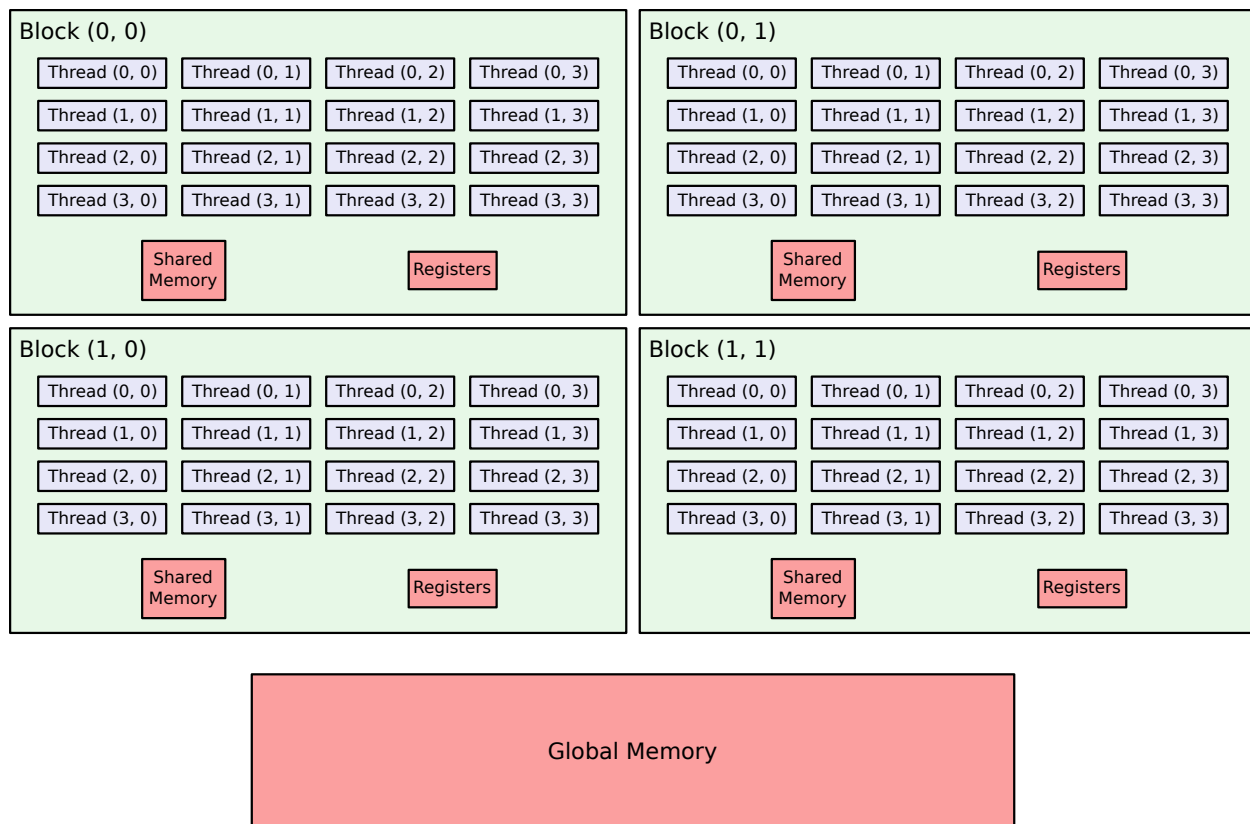 Block (0, 0)
Thread (0, 0) Thread (0, 1) Thread (0, 2) Thread (0, 3)
Thread (1, 0) Thread (1, 1) Thread (1, 2) Thread (1, 3)
Thread (2, 0) Thread (2, 1) Thread (2, 2) Thread (2, 3)
Thread (3, 0) Thread (3, 1) Thread (3, 2) Thread (3, 3)
Shared
Memory
Registers
Block (0, 1)
Thread (0, 0) Thread (0, 1) Thread (0, 2) Thread (0, 3)
Thread (1, 0) Thread (1, 1) Thread (1, 2) Thread (1, 3)
Thread (2, 0) Thread (2, 1) Thread (2, 2) Thread (2, 3)
Thread (3, 0) Thread (3, 1) Thread (3, 2) Thread (3, 3)
Shared
Memory
Registers
Block (1, 0)
Thread (0, 0) Thread (0, 1) Thread (0, 2) Thread (0, 3)
Thread (1, 0) Thread (1, 1) Thread (1, 2) Thread (1, 3)
Thread (2, 0) Thread (2, 1) Thread (2, 2) Thread (2, 3)
Thread (3, 0) Thread (3, 1) Thread (3, 2) Thread (3, 3)
Shared
Memory
Registers
Block (1, 1)
Thread (0, 0) Thread (0, 1) Thread (0, 2) Thread (0, 3)
Thread (1, 0) Thread (1, 1) Thread (1, 2) Thread (1, 3)
Thread (2, 0) Thread (2, 1) Thread (2, 2) Thread (2, 3)
Thread (3, 0) Thread (3, 1) Thread (3, 2) Thread (3, 3)
Shared
Memory
Registers
Global Memory